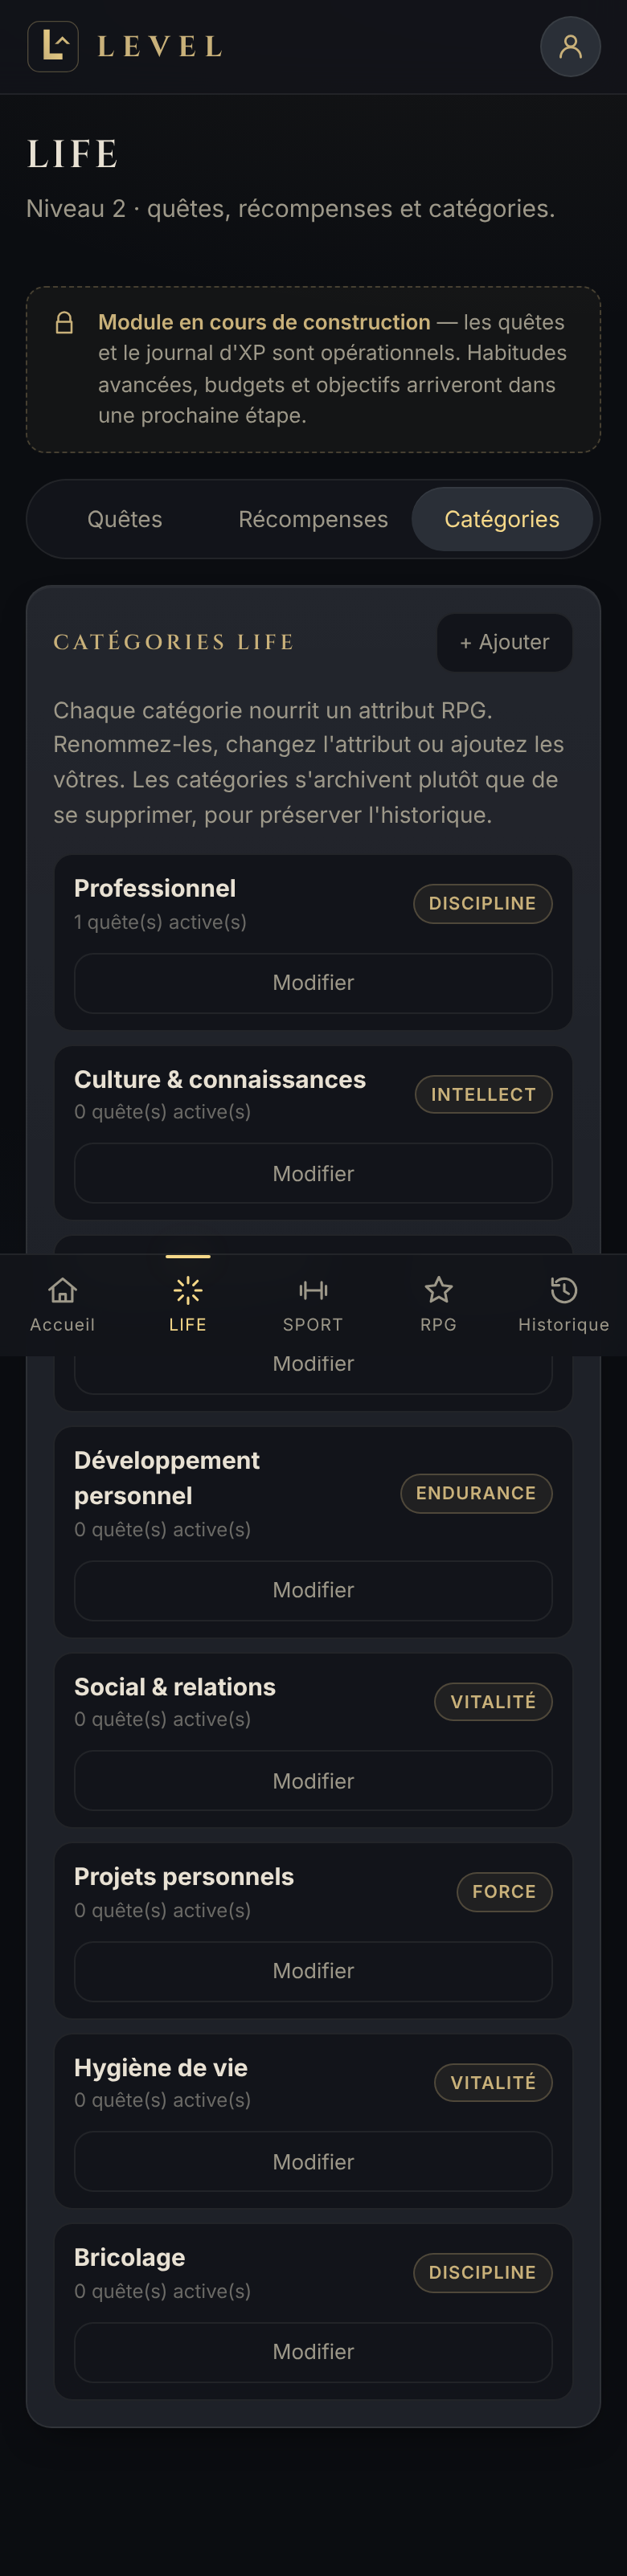 LEVEL
LIFE
Niveau 2 · quêtes, récompenses et catégories.
Module en cours de construction — les quêtes
et le journal d'XP sont opérationnels. Habitudes
avancées, budgets et objectifs arriveront dans
une prochaine étape.
Quêtes Récompenses Catégories
CATÉGORIES LIFE
+ Ajouter
Chaque catégorie nourrit un attribut RPG.
Renommez-les, changez l'attribut ou ajoutez les
vôtres. Les catégories s'archivent plutôt que de
se supprimer, pour préserver l'historique.
Professionnel
1 quête(s) active(s)
DISCIPLINE
Modifier
Culture & connaissances
0 quête(s) active(s)
INTELLECT
Modifier
Accueil LIFE SPORT RPG Historique
Modifier
Développement
personnel
0 quête(s) active(s)
ENDURANCE
Modifier
Social & relations
0 quête(s) active(s)
VITALITÉ
Modifier
Projets personnels
0 quête(s) active(s)
FORCE
Modifier
Hygiène de vie
0 quête(s) active(s)
VITALITÉ
Modifier
Bricolage
0 quête(s) active(s)
DISCIPLINE
Modifier